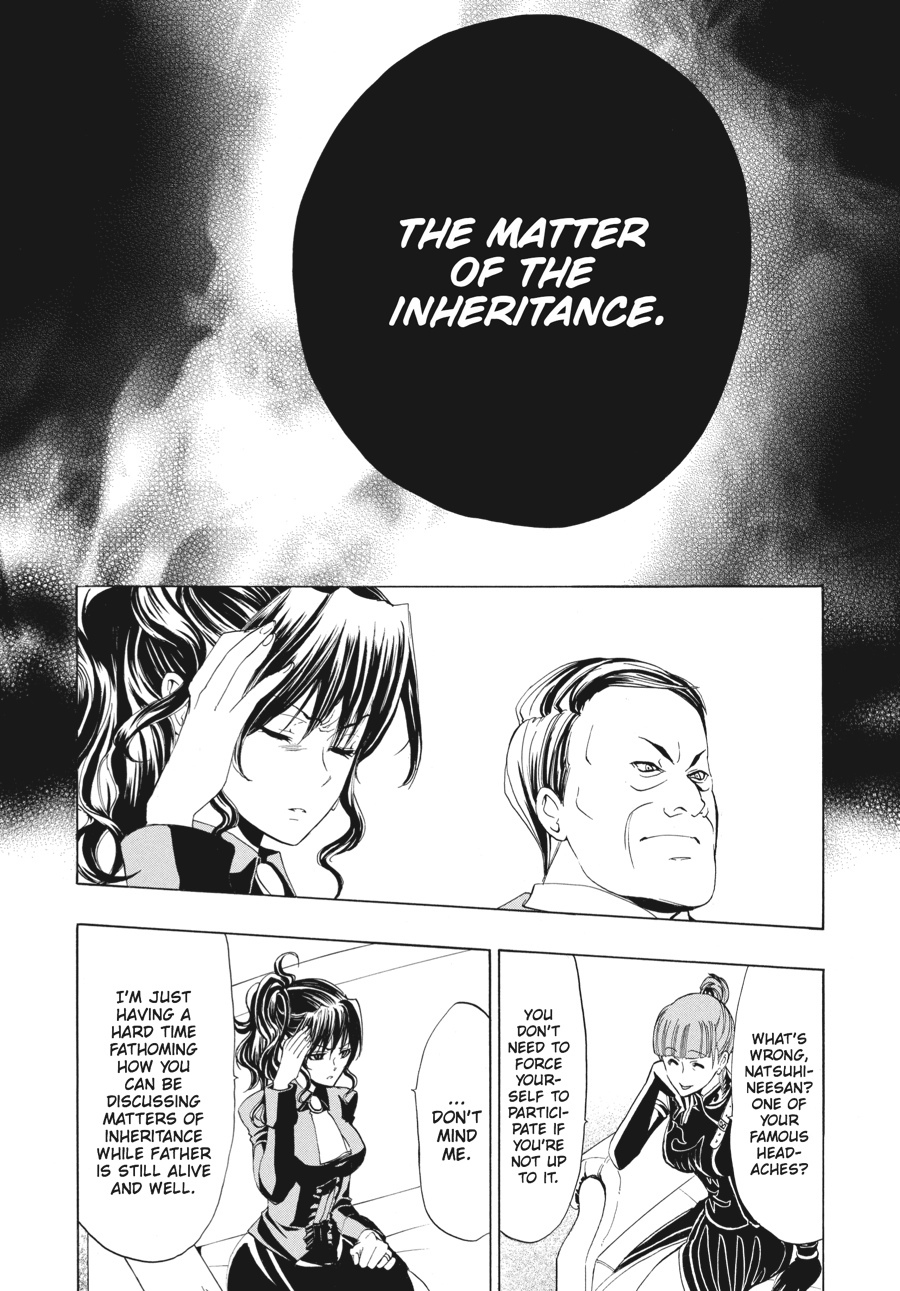 THE MATTER
OF THE
INHERITANCE.
WHAT'S
WRONG,
NATSUHI-
NEESAN?
ONE OF
YOUR
FAMOUS
HEAD-
ACHES?
YOU
DON'T
NEED TO
FORCE
YOUR-
SELF TO
PARTICI-
PATE IF
YOU'RE
NOT UP
TO IT.
...
DON'T
MIND
ME.
I'M JUST
HAVING A
HARD TIME
FATHOMING
HOW YOU
CAN BE
DISCUSSING
MATTERS OF
INHERITANCE
WHILE FATHER
IS STILL ALIVE
AND WELL.